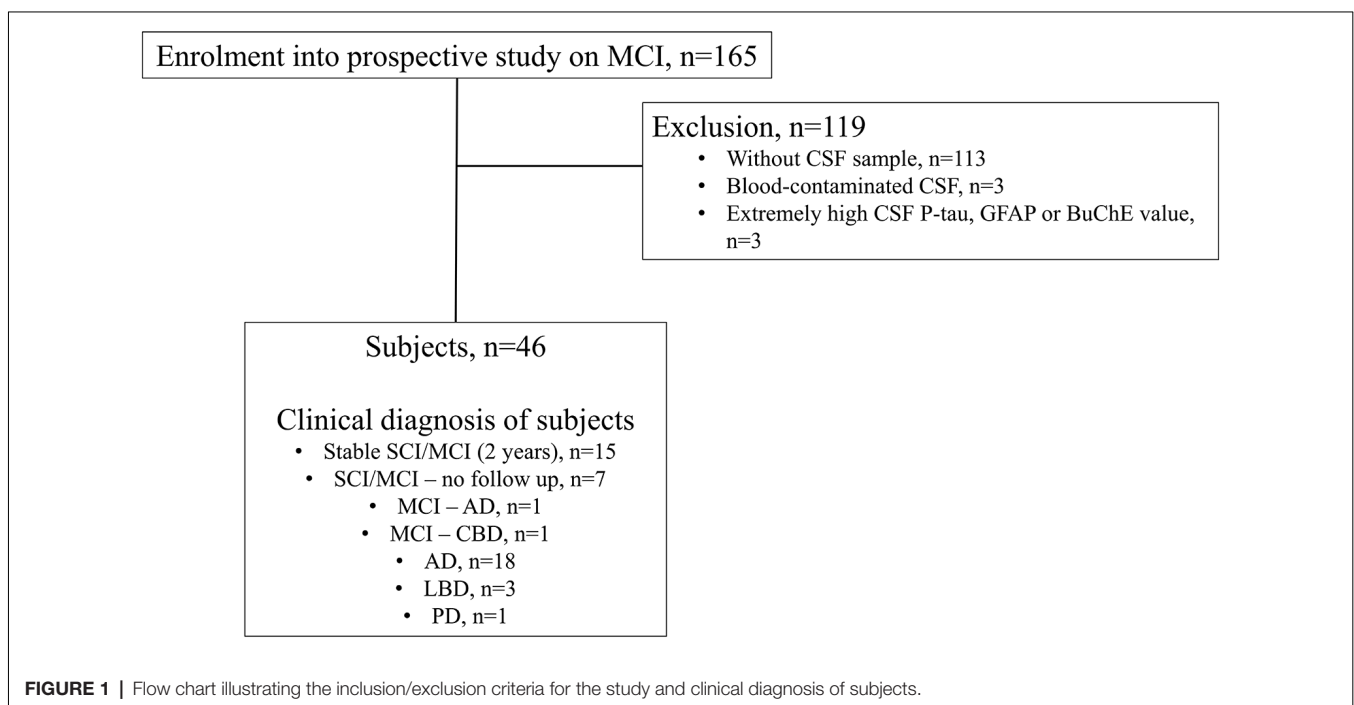 Enrolment into prospective study on MCI, n=165
Exclusion, n=119
• Without CSF sample, n=113
• Blood-contaminated CSF, n=3
• Extremely high CSF P-tau, GFAP or BuChE value,
n=3
Subjects, n=46
Clinical diagnosis of subjects
• Stable SCI/MCI (2 years), n=15
• SCI/MCI – no follow up, n=7
• MCI – AD, n=1
• MCI – CBD, n=1
• AD, n=18
• LBD, n=3
• PD, n=1
FIGURE 1 | Flow chart illustrating the inclusion/exclusion criteria for the study and clinical diagnosis of subjects.